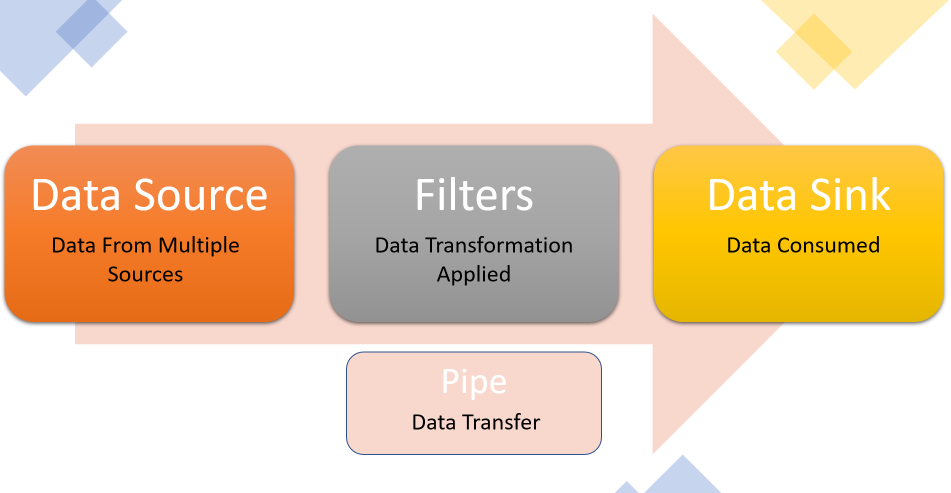 Data Source
Data From Multiple
Sources
Filters
Data Transformation
Applied
Data Sink
Data Consumed
Pipe
Data Transfer